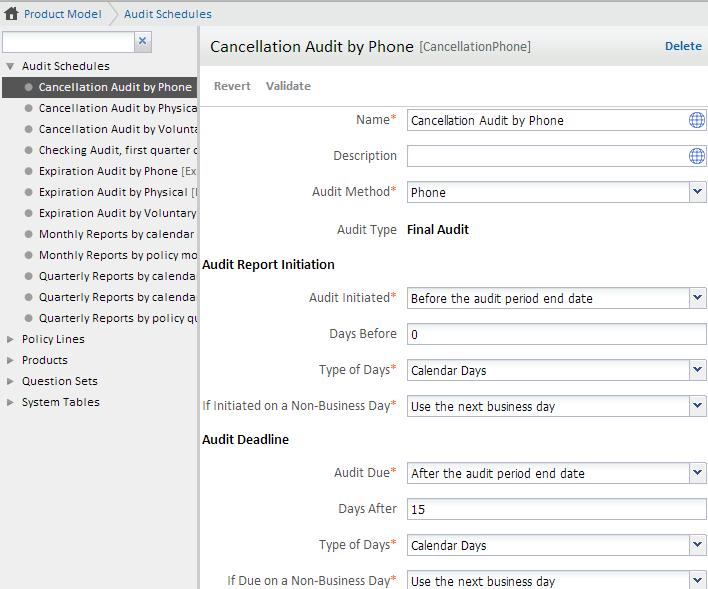 Product Model Audit Schedules
Audit Schedules
Cancellation Audit by Phone
Cancellation Audit by Physica
Cancellation Audit by Volunta
Checking Audit, first quarter c
Expiration Audit by Phone [Ex
Expiration Audit by Physical [
Expiration Audit by Voluntary
Monthly Reports by calendar
Monthly Reports by policy mo
Quarterly Reports by calenda
Quarterly Reports by calenda
Quarterly Reports by policy qu
Policy Lines
Products
Question Sets
System Tables
Cancellation Audit by Phone [CancellationPhone] Delete
Revert Validate
Name* Cancellation Audit by Phone
Description
Audit Method* Phone
Audit Type Final Audit
Audit Report Initiation
Audit Initiated* Before the audit period end date
Days Before 0
Type of Days* Calendar Days
If Initiated on a Non-Business Day* Use the next business day
Audit Deadline
Audit Due* After the audit period end date
Days After 15
Type of Days* Calendar Days
If Due on a Non-Business Day* Use the next business day